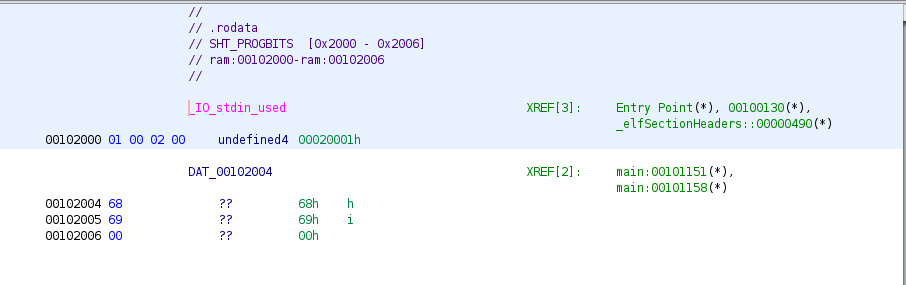 //
// .rodata
// SHT_PROGBITS [0x2000 - 0x2006]
// ram:00102000-ram:00102006
//
_IO_stdin_used XREF[3]: Entry Point(*), 00100130(*),
_elfSectionHeaders::00000490(*)
00102000 01 00 02 00 undefined4 00020001h
DAT_00102004 XREF[2]: main:00101151(*),
main:00101158(*)
00102004 68 ?? 68h h
00102005 69 ?? 69h i
00102006 00 ?? 00h